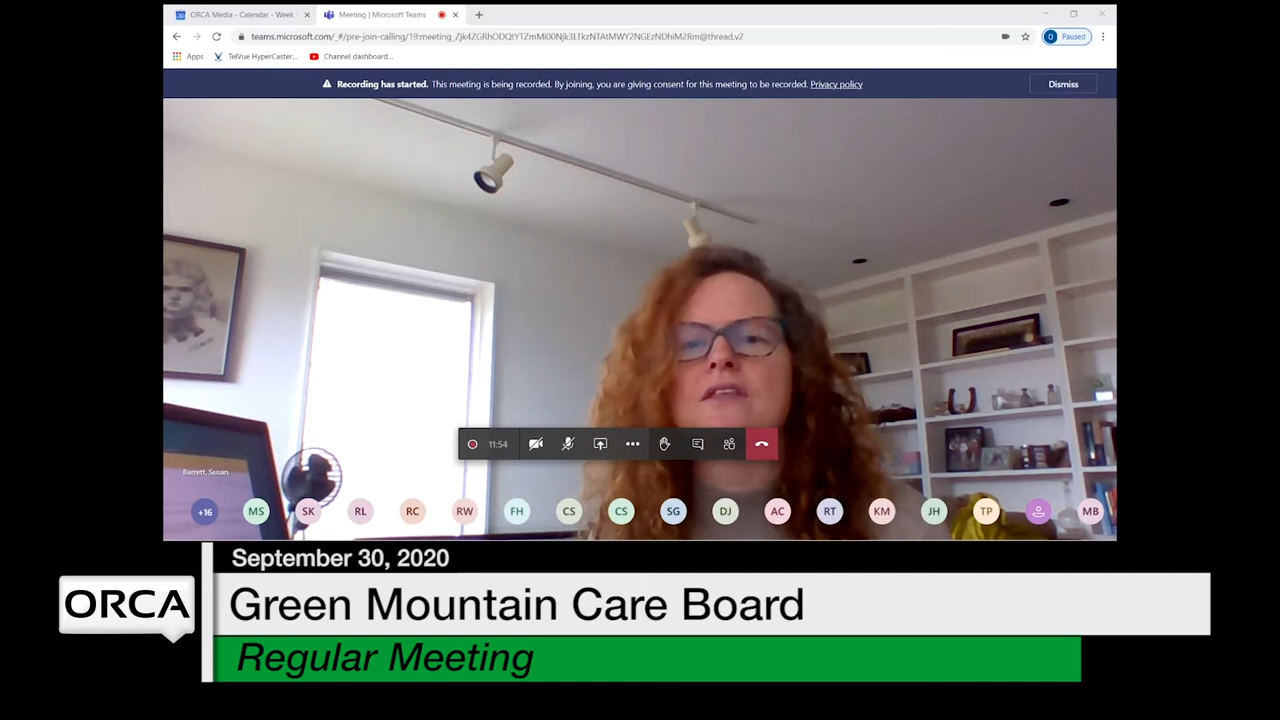 ORCA Media - Calendar - Week
Meeting | Microsoft Teams
teams.microsoft.com/_#/pre-join-calling/19:meeting_Zjk4ZGRhODQtYTZmMi00Njk3LTkzNTAtMWY2NGEzNDhiM2Rm@thread.v2
O Paused
Apps TelVue HyperCaster... Channel dashboard...
Recording has started. This meeting is being recorded. By joining, you are giving consent for this meeting to be recorded. Privacy policy Dismiss
11:54
Barrett, Susan
+16 MS SK RL RC RW FH CS CS SG DJ AC RT KM JH TP MB
September 30, 2020
ORCA
Green Mountain Care Board
Regular Meeting